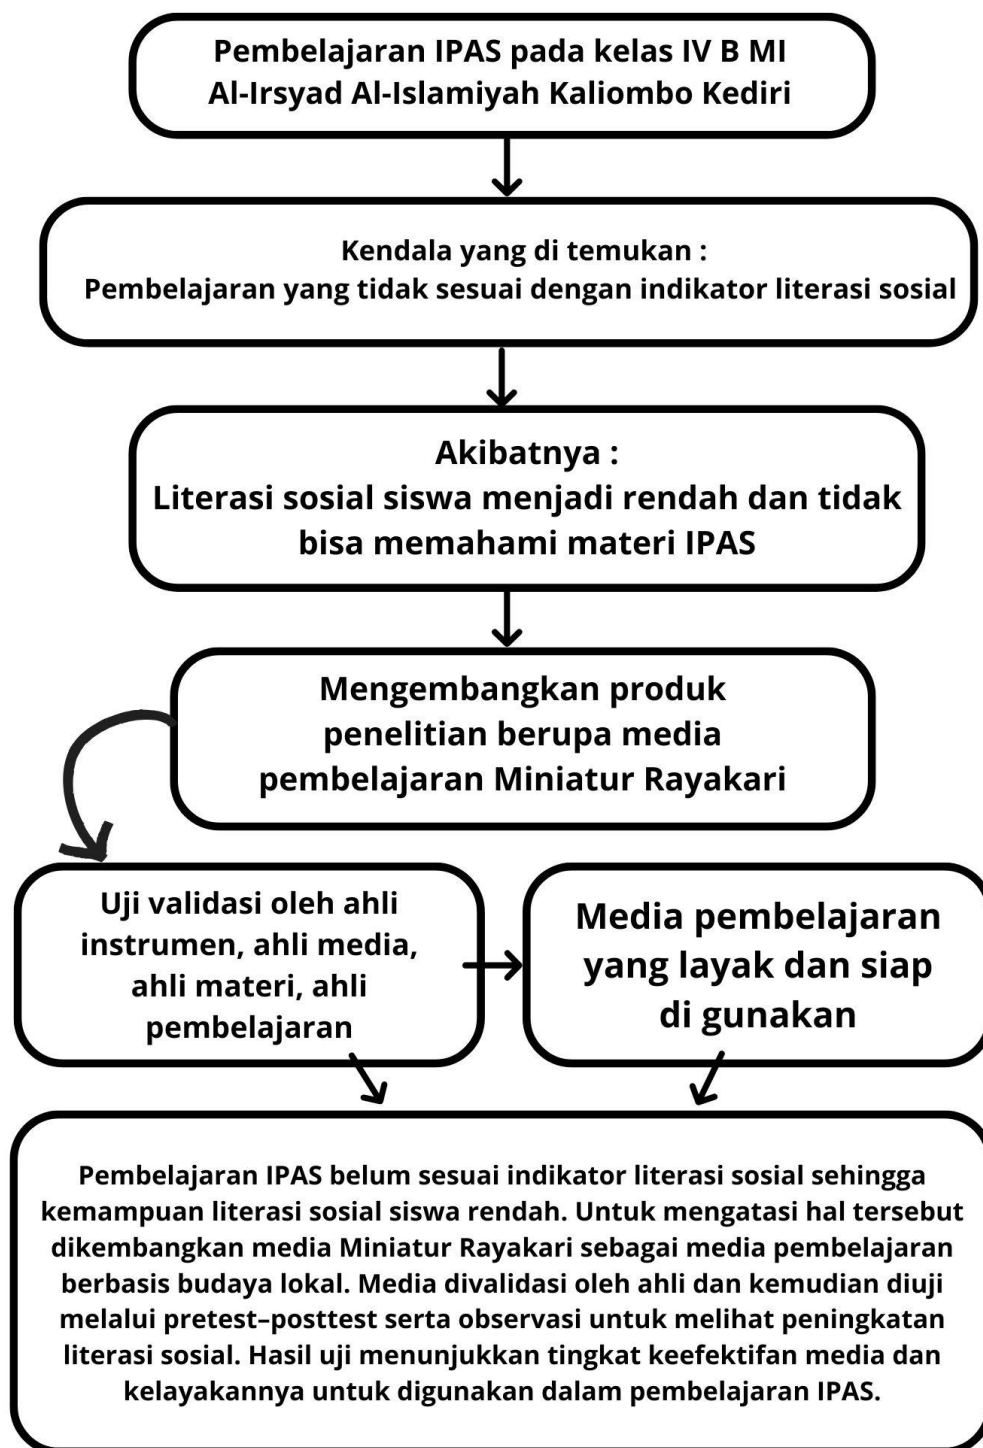 Pembelajaran IPAS pada kelas IV B MI
Al-Irsyad Al-Islamiyah Kaliombo Kediri
Kendala yang di temukan :
Pembelajaran yang tidak sesuai dengan indikator literasi sosial
Akibatnya :
Literasi sosial siswa menjadi rendah dan tidak
bisa memahami materi IPAS
Mengembangkan produk
penelitian berupa media
pembelajaran Miniatur Rayakari
Uji validasi oleh ahli
instrumen, ahli media,
ahli materi, ahli
pembelajaran
Media pembelajaran
yang layak dan siap
di gunakan
Pembelajaran IPAS belum sesuai indikator literasi sosial sehingga
kemampuan literasi sosial siswa rendah. Untuk mengatasi hal tersebut
dikembangkan media Miniatur Rayakari sebagai media pembelajaran
berbasis budaya lokal. Media divalidasi oleh ahli dan kemudian diuji
melalui pretest–posttest serta observasi untuk melihat peningkatan
literasi sosial. Hasil uji menunjukkan tingkat keefektifan media dan
kelayakannya untuk digunakan dalam pembelajaran IPAS.